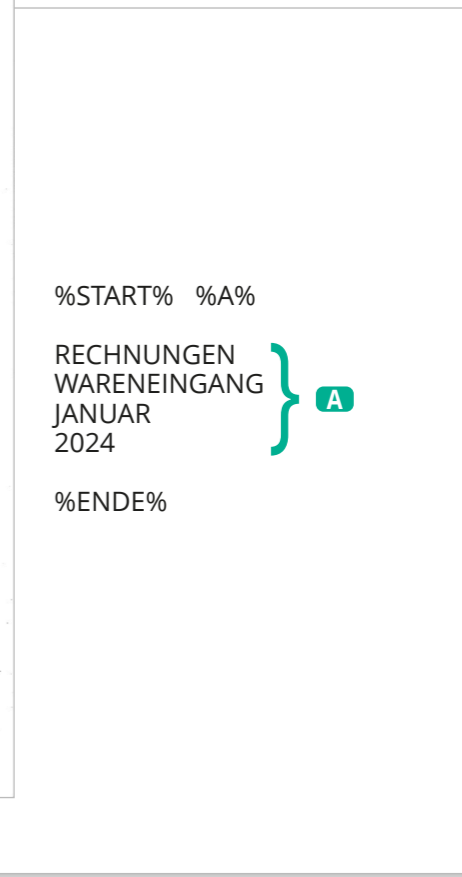 %START% %A%
RECHNUNGEN
WARENEINGANG
JANUAR
2024
A
%ENDE%